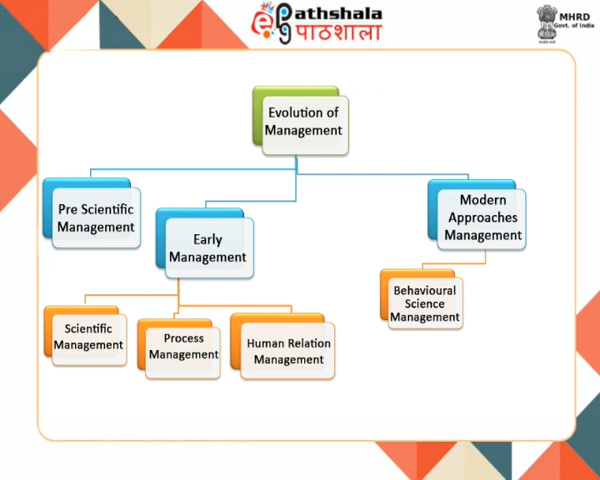 Pathshala
पाठशाला
MHRD
Govt. of India
Evolution of
Management
Pre Scientific
Management
Early
Management
Modern
Approaches
Management
Scientific
Management
Process
Management
Human Relation
Management
Behavioural
Science
Management